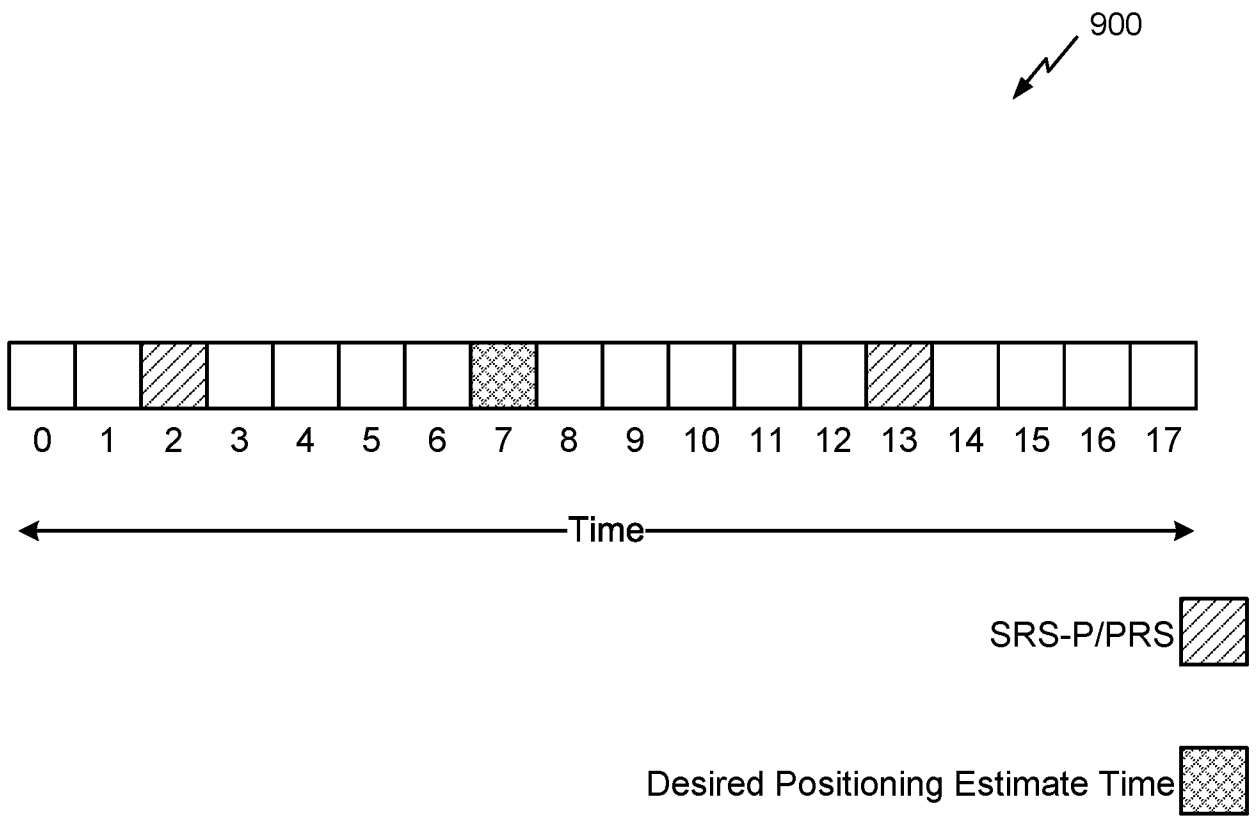 900
0 1 2 3 4 5 6 7 8 9 10 11 12 13 14 15 16 17
Time
SRS-P/PRS
Desired Positioning Estimate Time